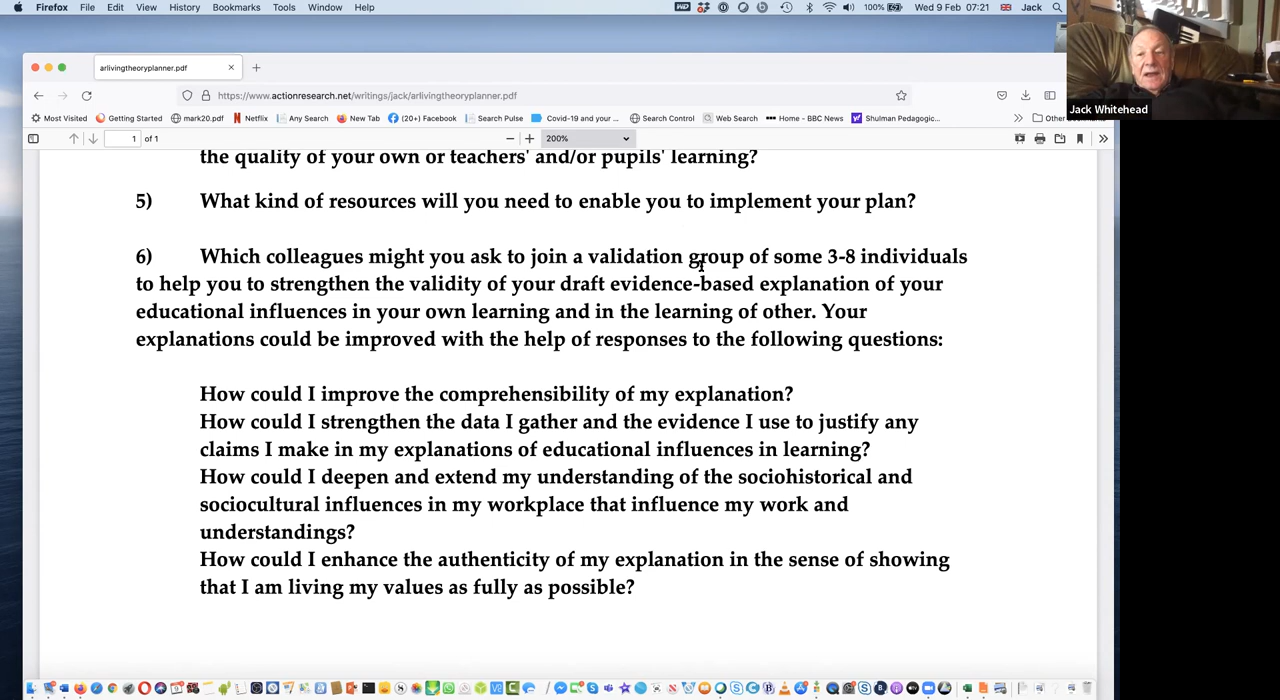 Firefox File Edit View History Bookmarks Tools Window Help 100% Wed 9 Feb 07:21 Jack
arlivingtheoryplanner.pdf
https://www.actionresearch.net/writings/jack/arlivingtheoryplanner.pdf
Jack Whitehead
Most Visited Getting Started mark20.pdf Netflix Any Search New Tab (20+) Facebook Search Pulse Covid-19 and your ... Search Control Web Search Home - BBC News Shulman Pedagogic...
1 of 1 200%
the quality of your own or teachers' and/or pupils' learning?
5) What kind of resources will you need to enable you to implement your plan?
6) Which colleagues might you ask to join a validation group of some 3-8 individuals
to help you to strengthen the validity of your draft evidence-based explanation of your
educational influences in your own learning and in the learning of other. Your
explanations could be improved with the help of responses to the following questions:
How could I improve the comprehensibility of my explanation?
How could I strengthen the data I gather and the evidence I use to justify any
claims I make in my explanations of educational influences in learning?
How could I deepen and extend my understanding of the sociohistorical and
sociocultural influences in my workplace that influence my work and
understandings?
How could I enhance the authenticity of my explanation in the sense of showing
that I am living my values as fully as possible?